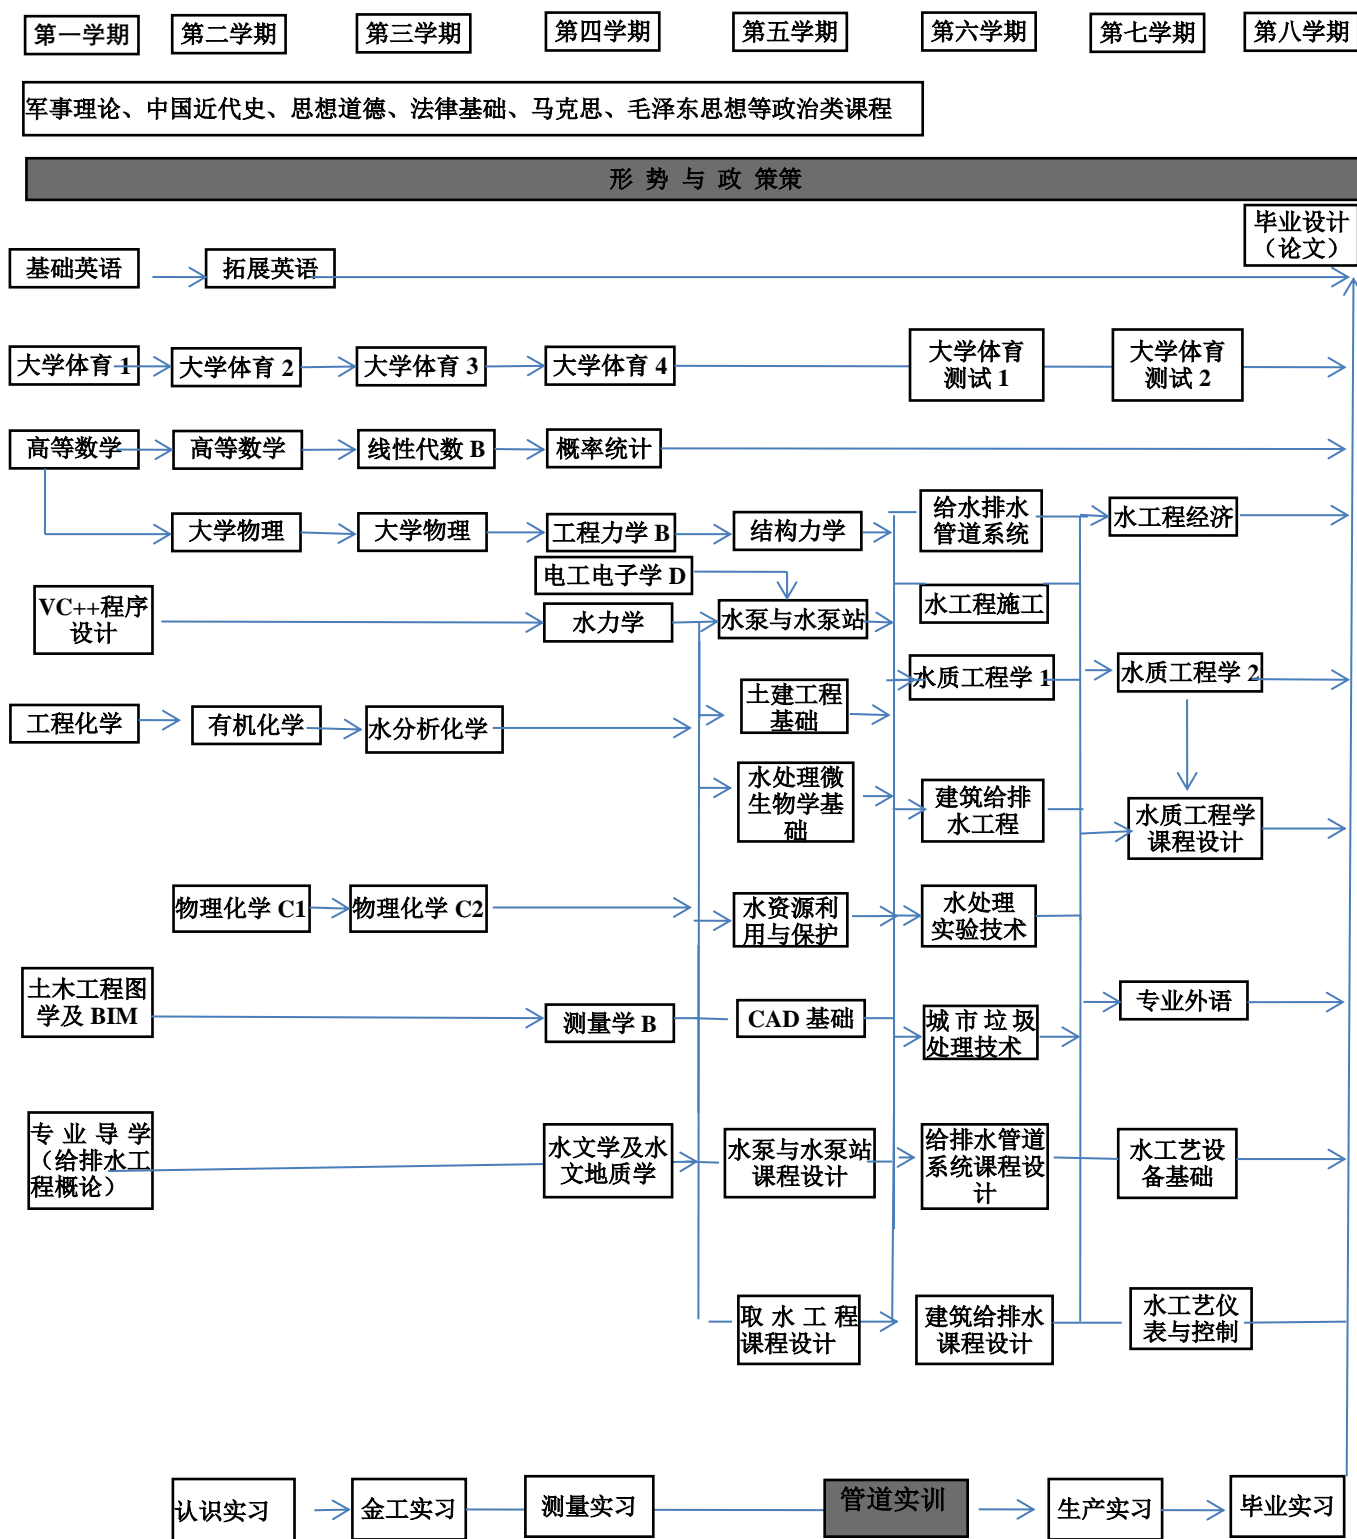 第一学期 第二学期 第三学期 第四学期 第五学期 第六学期 第七学期 第八学期
军事理论、中国近代史、思想道德、法律基础、马克思、毛泽东思想等政治类课程
形 势 与 政 策策
毕业设计
（论文）
基础英语 拓展英语
大学体育 1 大学体育 2 大学体育 3 大学体育 4
大学体育
测试 1
大学体育
测试 2
高等数学 高等数学 线性代数 B 概率统计
大学物理 大学物理 工程力学 B 结构力学
给水排水
管道系统
水工程经济
电工电子学 D
VC++程序
设计
水力学 水泵与水泵站
水工程施工
土建工程
基础
水质工程学 1 水质工程学 2
工程化学 有机化学 水分析化学
水处理微
生物学基
础
建筑给排
水工程
水质工程学
课程设计
物理化学 C1 物理化学 C2
水资源利
用与保护
水处理
实验技术
土木工程图
学及 BIM
测量学 B CAD 基础
城市垃圾
处理技术
专业外语
专 业 导 学
（给排水工
程概论）
水文学及水
文地质学
水泵与水泵站
课程设计
给排水管道
系统课程设
计
水工艺设
备基础
取 水 工 程
课程设计
建筑给排水
课程设计
水工艺仪
表与控制
认识实习 金工实习 测量实习 管道实训 生产实习 毕业实习